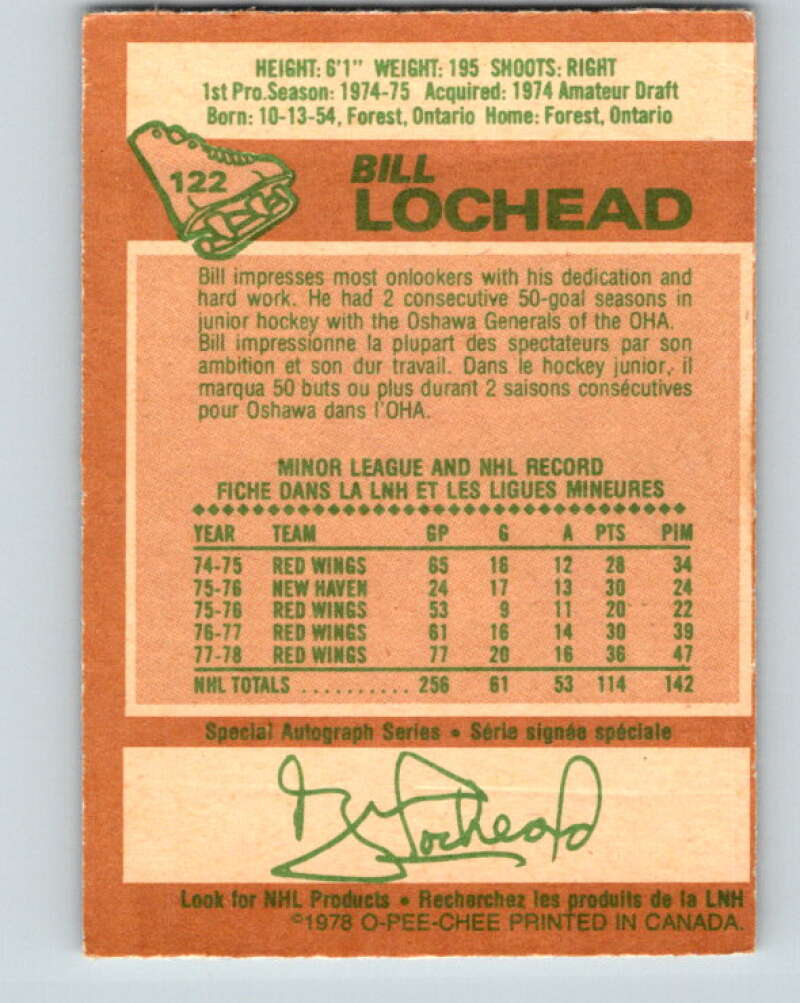 HEIGHT: 6'1" WEIGHT: 195 SHOOTS: RIGHT
1st Pro.Season: 1974-75 Acquired: 1974 Amateur Draft
Born: 10-13-54, Forest, Ontario Home: Forest, Ontario
122
BILL
LOCHEAD
Bill impresses most onlookers with his dedication and
hard work. He had 2 consecutive 50-goal seasons in
junior hockey with the Oshawa Generals of the OHA.
Bill impressionne la plupart des spectateurs par son
ambition et son dur travail. Dans le hockey junior, il
marqua 50 buts ou plus durant 2 saisons consécutives
pour Oshawa dans l'OHA.
MINOR LEAGUE AND NHL RECORD
FICHE DANS LA LNH ET LES LIGUES MINEURES
YEAR TEAM GP G A PTS PIM
74-75 RED WINGS 65 16 12 28 34
75-76 NEW HAVEN 24 17 13 30 24
75-76 RED WINGS 53 9 11 20 22
76-77 RED WINGS 61 16 14 30 39
77-78 RED WINGS 77 20 16 36 47
NHL TOTALS .......... 256 61 53 114 142
Special Autograph Series • Série signée spéciale
Bill Lochead
Look for NHL Products • Recherchez les produits de la LNH
©1978 O-PEE-CHEE PRINTED IN CANADA.